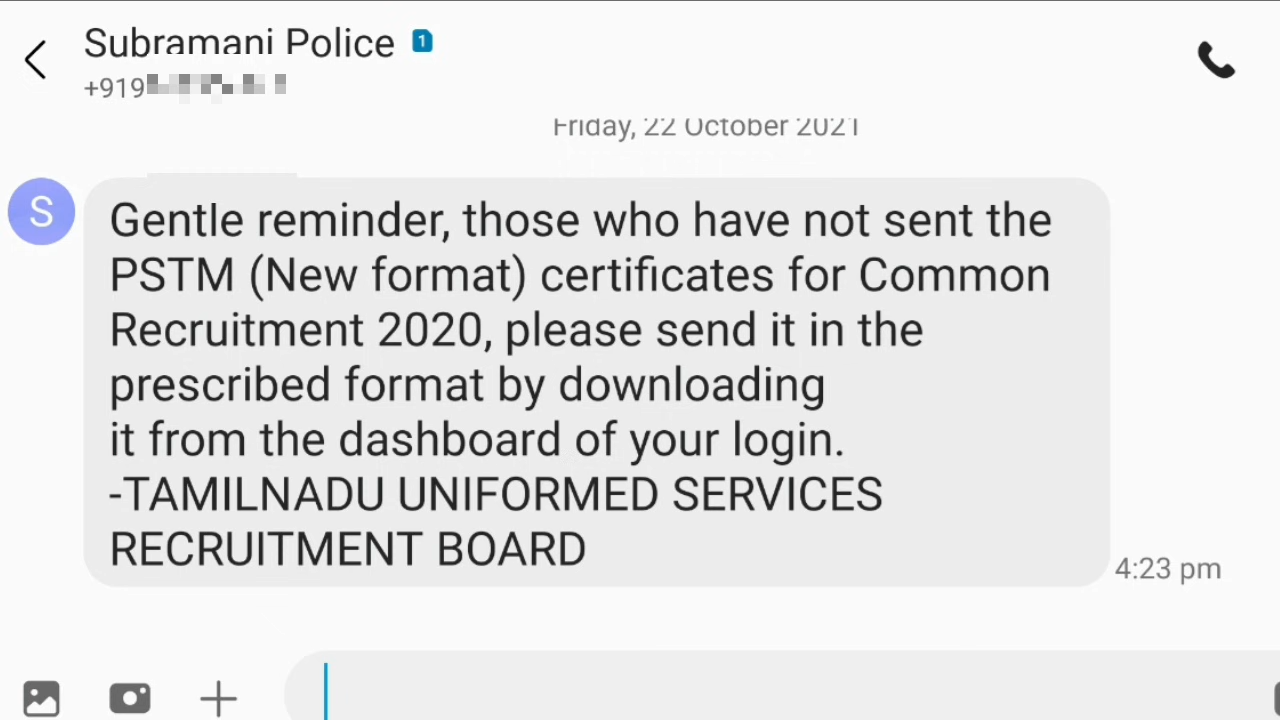 Subramani Police 1
+919
Friday, 22 October 2021
S
Gentle reminder, those who have not sent the
PSTM (New format) certificates for Common
Recruitment 2020, please send it in the
prescribed format by downloading
it from the dashboard of your login.
-TAMILNADU UNIFORMED SERVICES
RECRUITMENT BOARD
4:23 pm